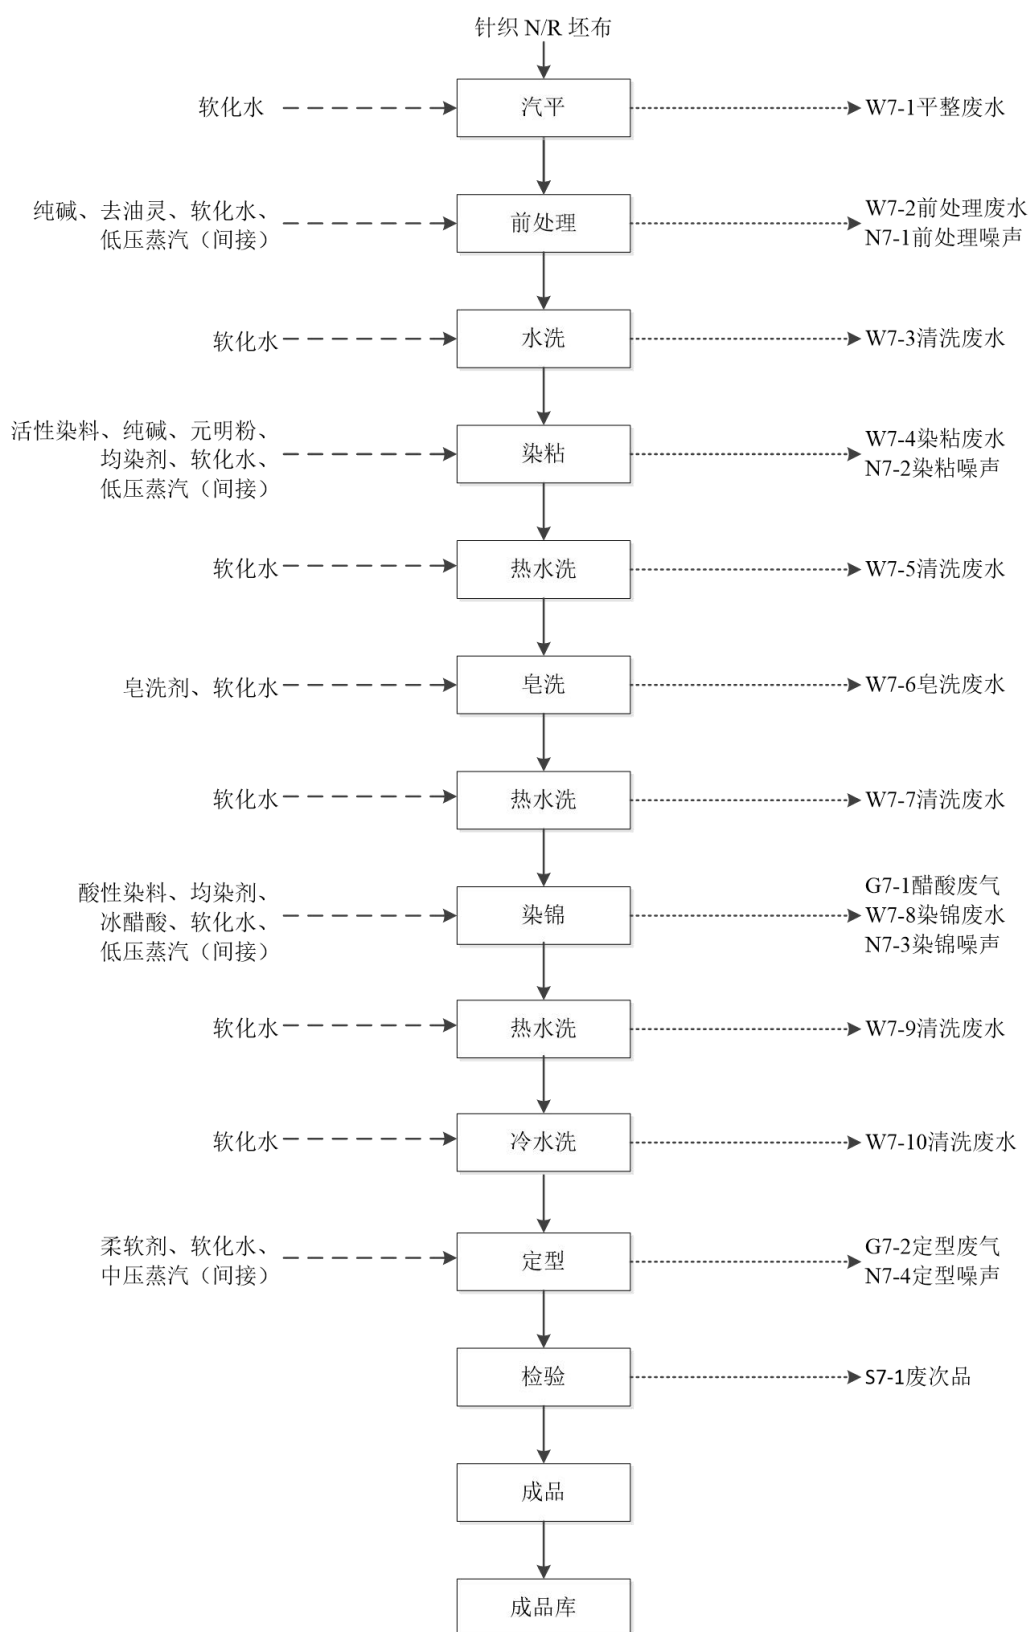 针织 N/R 坯布
软化水
汽平
W7-1平整废水
纯碱、去油灵、软化水、
低压蒸汽（间接）
前处理
W7-2前处理废水
N7-1前处理噪声
软化水
水洗
W7-3清洗废水
活性染料、纯碱、元明粉、
均染剂、软化水、
低压蒸汽（间接）
染粘
W7-4染粘废水
N7-2染粘噪声
软化水
热水洗
W7-5清洗废水
皂洗剂、软化水
皂洗
W7-6皂洗废水
软化水
热水洗
W7-7清洗废水
酸性染料、均染剂、
冰醋酸、软化水、
低压蒸汽（间接）
染锦
G7-1醋酸废气
W7-8染锦废水
N7-3染锦噪声
软化水
热水洗
W7-9清洗废水
软化水
冷水洗
W7-10清洗废水
柔软剂、软化水、
中压蒸汽（间接）
定型
G7-2定型废气
N7-4定型噪声
检验
S7-1废次品
成品
成品库